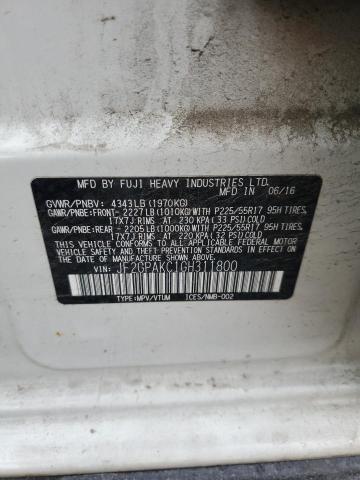 MFD BY FUJI HEAVY INDUSTRIES LTD.
MFD IN 06/16
GVWR/PNBV: 4343LB (1970KG)
GAWR/PNBE: FRONT- 2227LB (1010KG) WITH P225/55R17 95H TIRES,
17X7J RIMS AT 230 KPA (33 PSI) COLD
GAWR/PNBE: REAR - 2205LB (1000KG) WITH P225/55R17 95H TIRES,
17X7J RIMS AT 220 KPA (32 PSI) COLD
THIS VEHICLE CONFORMS TO ALL APPLICABLE FEDERAL MOTOR
VEHICLE SAFETY STANDARDS IN EFFECT ON THE DATE OF
MANUFACTURE SHOWN ABOVE.
VIN: JF2GPAKC1GH311800
TYPE:MPV/VTUM ICES/NMB-002